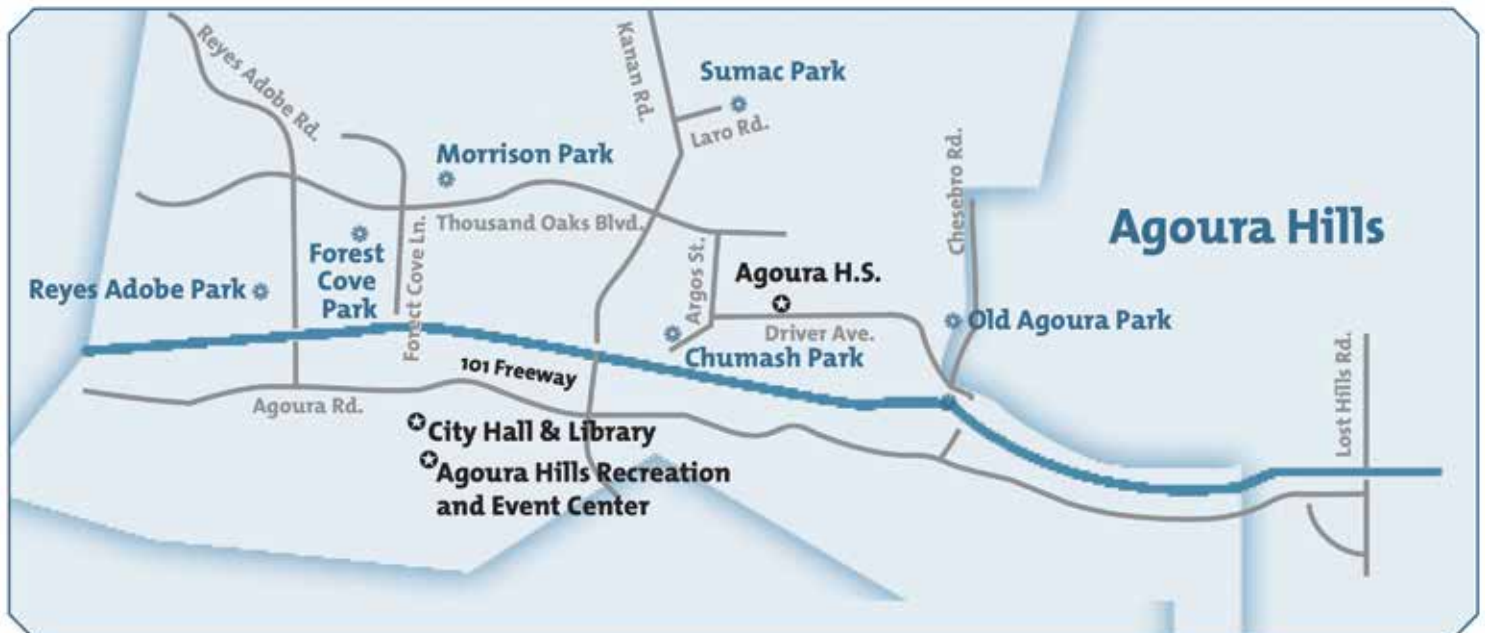 Reyes Adobe Rd.
Kanan Rd.
Sumac Park
Laro Rd.
Morrison Park
Chesebro Rd.
Thousand Oaks Blvd.
Agoura Hills
Forest
Cove
Park
Forect Cove Ln.
Reyes Adobe Park
Argos St.
Agoura H.S.
Driver Ave.
Old Agoura Park
Chumash Park
101 Freeway
Lost Hills Rd.
Agoura Rd.
City Hall & Library
Agoura Hills Recreation
and Event Center